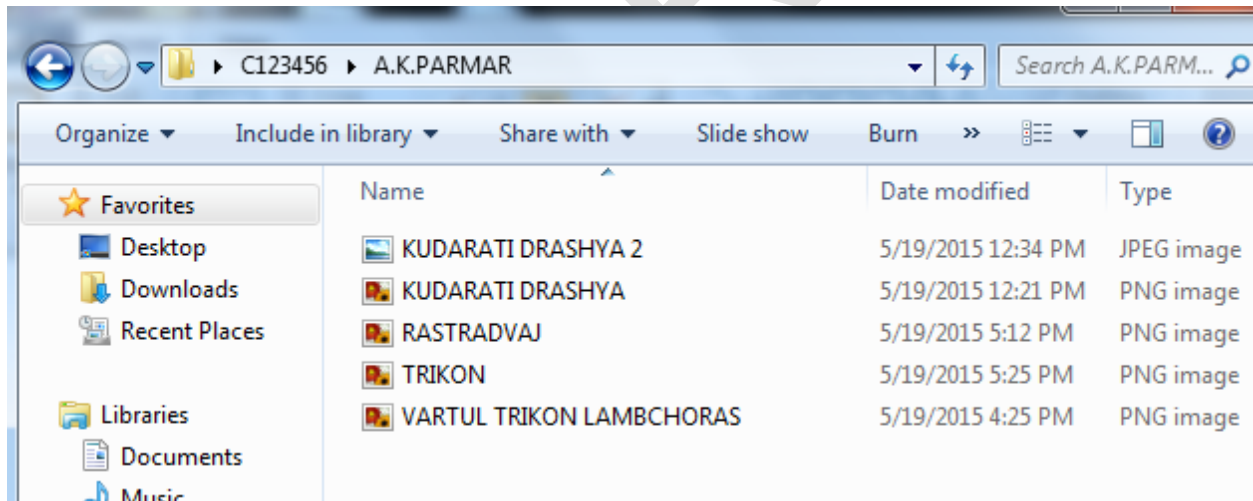 C123456 A.K.PARMAR Search A.K.PARM...
Organize Include in library Share with Slide show Burn »
Favorites Name Date modified Type
Desktop KUDARATI DRASHYA 2 5/19/2015 12:34 PM JPEG image
Downloads KUDARATI DRASHYA 5/19/2015 12:21 PM PNG image
Recent Places RASTRADVAJ 5/19/2015 5:12 PM PNG image
TRIKON 5/19/2015 5:25 PM PNG image
Libraries VARTUL TRIKON LAMBCHORAS 5/19/2015 4:25 PM PNG image
Documents
Music